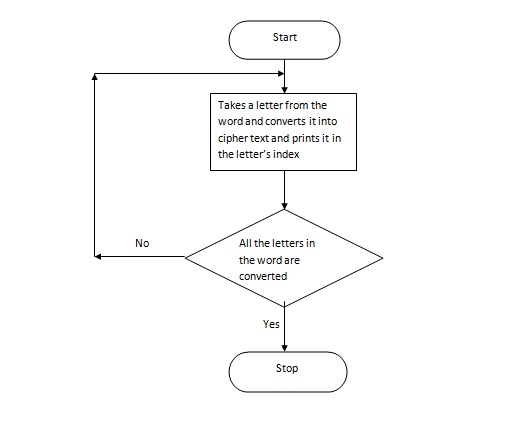 Start
Takes a letter from the
word and converts it into
cipher text and prints it in
the letter's index
No
All the letters in
the word are
converted
Yes
Stop